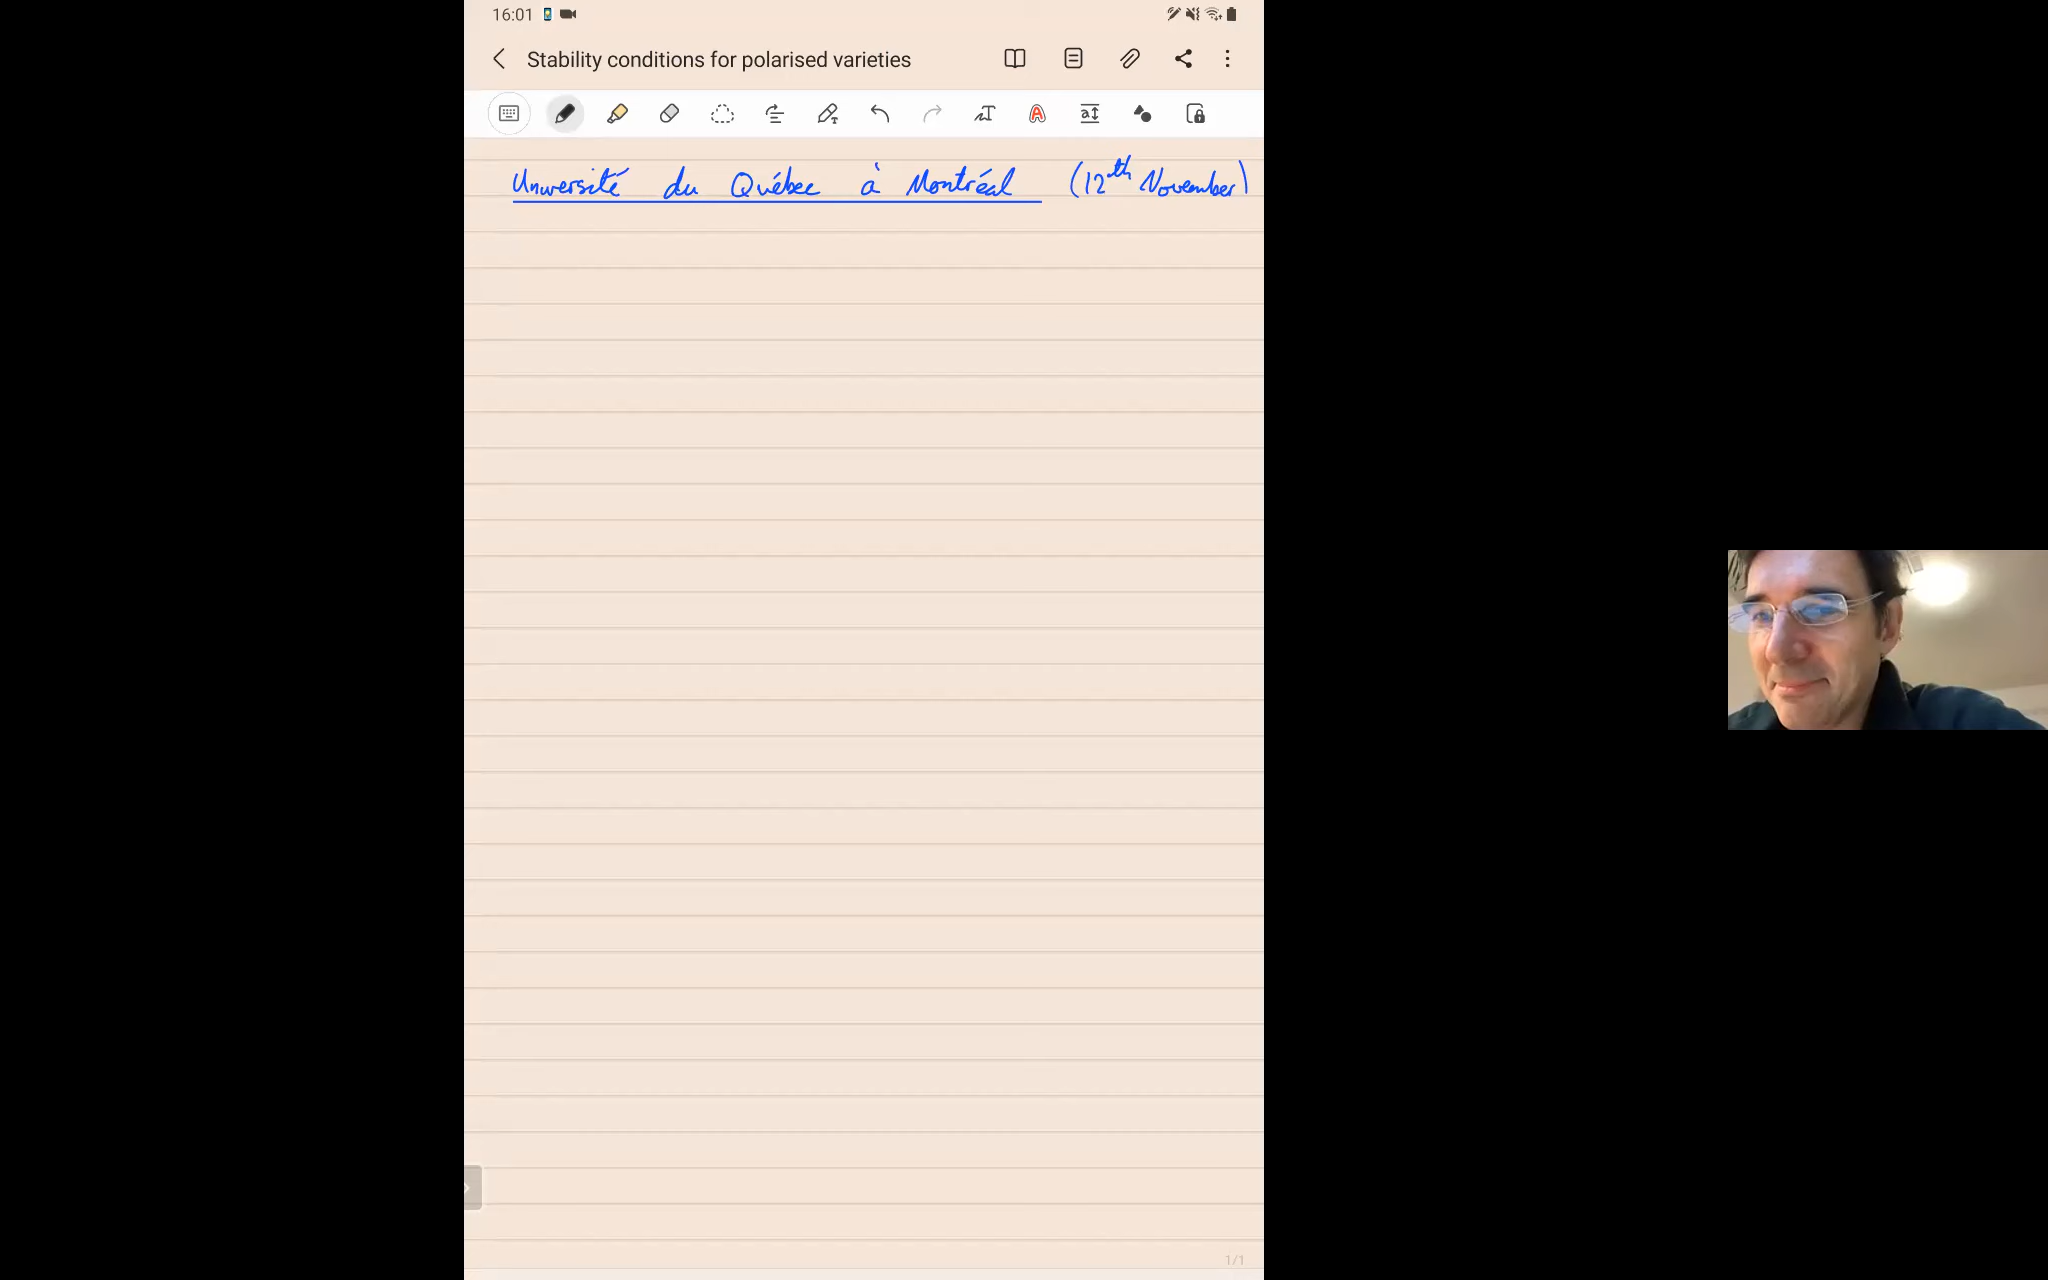 16:01
Stability conditions for polarised varieties
Université du Québec à Montréal (12th November)
1/1